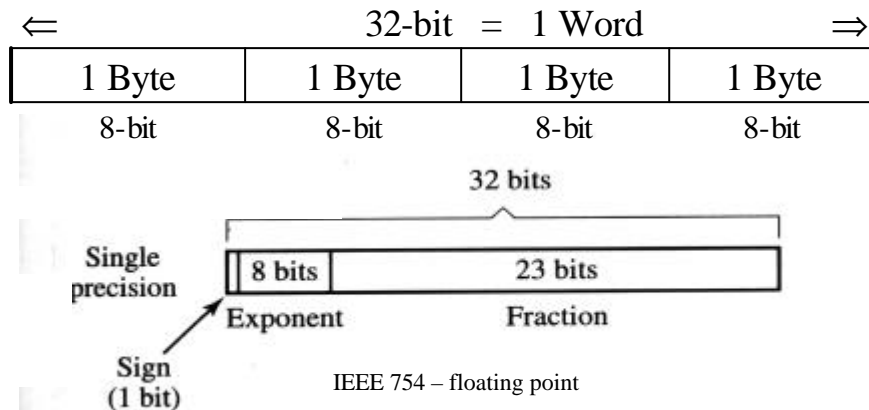 ⇐ 32-bit = 1 Word ⇒
1 Byte 1 Byte 1 Byte 1 Byte
8-bit 8-bit 8-bit 8-bit
32 bits
Single
precision
8 bits 23 bits
Exponent Fraction
Sign
(1 bit)
IEEE 754 – floating point